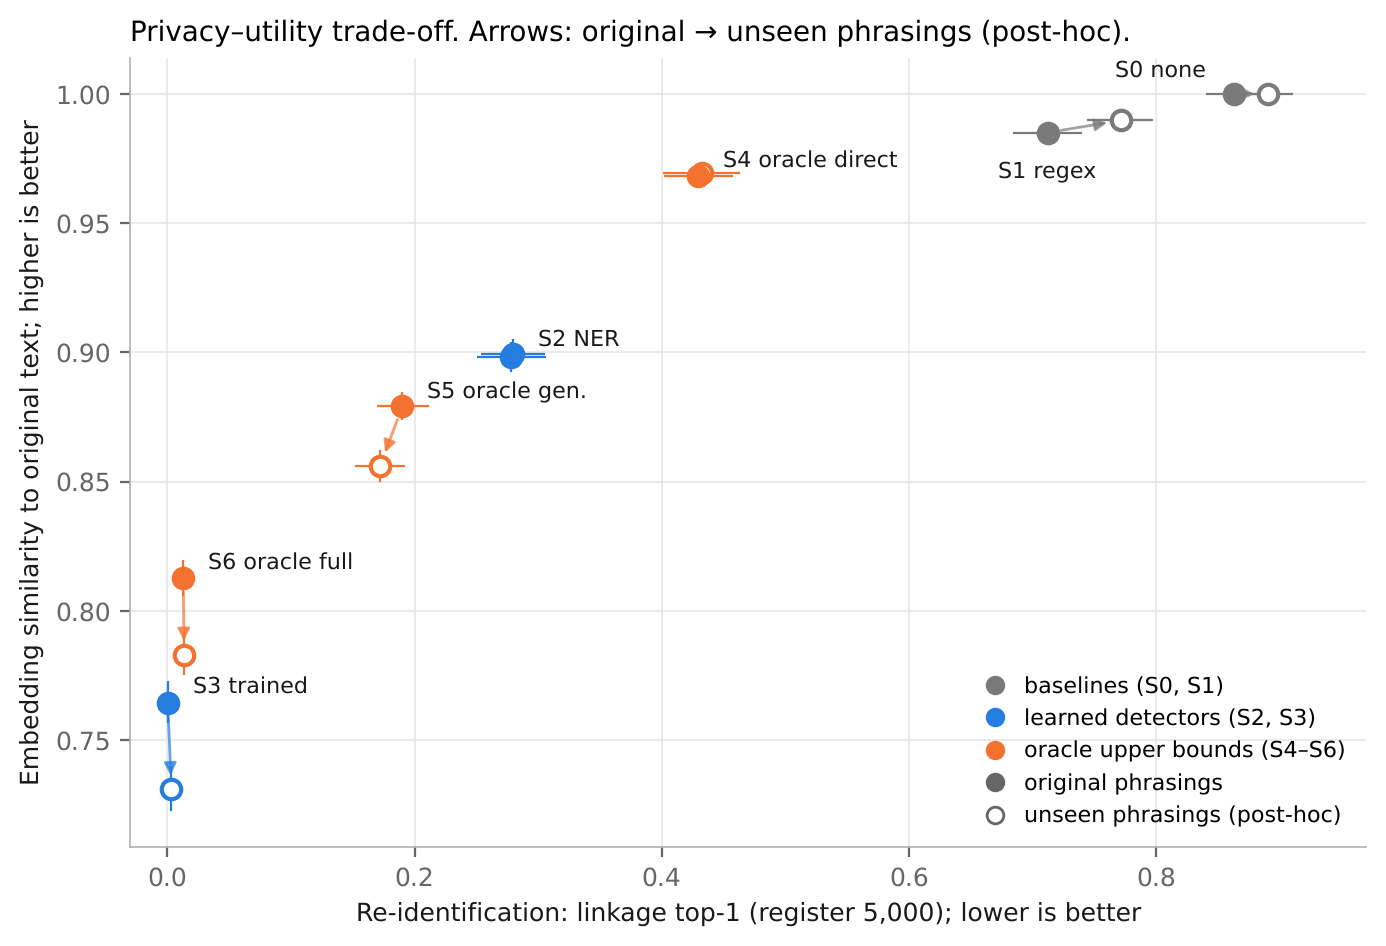 Privacy–utility trade-off. Arrows: original → unseen phrasings (post-hoc).
Embedding similarity to original text; higher is better
1.00
0.95
0.90
0.85
0.80
0.75
S0 none
S1 regex
S4 oracle direct
S2 NER
S5 oracle gen.
S6 oracle full
S3 trained
baselines (S0, S1)
learned detectors (S2, S3)
oracle upper bounds (S4–S6)
original phrasings
unseen phrasings (post-hoc)
0.0
0.2
0.4
0.6
0.8
Re-identification: linkage top-1 (register 5,000); lower is better